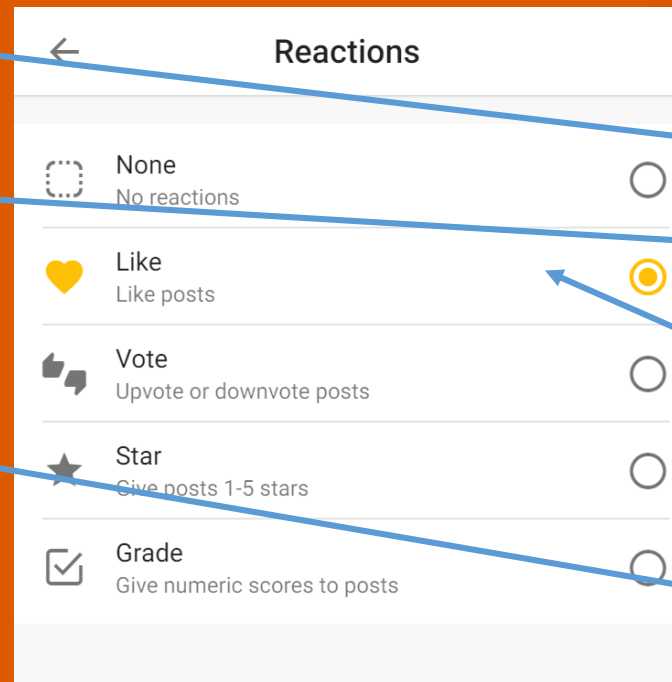 Reactions
None
No reactions
Like
Like posts
Vote
Upvote or downvote posts
Star
Give posts 1-5 stars
Grade
Give numeric scores to posts